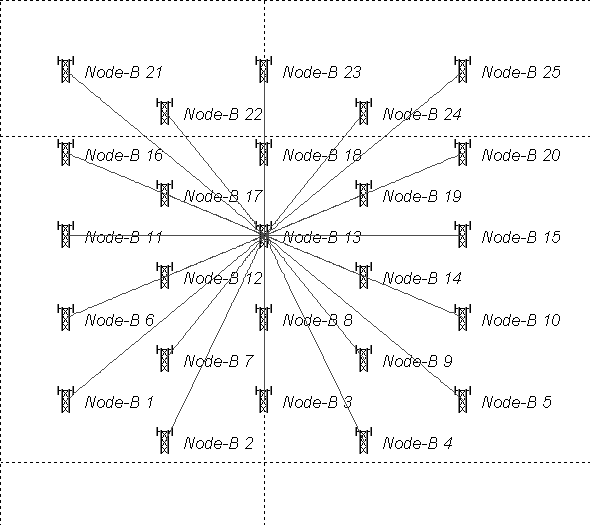 Node-B 21
Node-B 23
Node-B 25
Node-B 22
Node-B 24
Node-B 16
Node-B 18
Node-B 20
Node-B 17
Node-B 19
Node-B 11
Node-B 13
Node-B 15
Node-B 12
Node-B 14
Node-B 6
Node-B 8
Node-B 10
Node-B 7
Node-B 9
Node-B 1
Node-B 3
Node-B 5
Node-B 2
Node-B 4